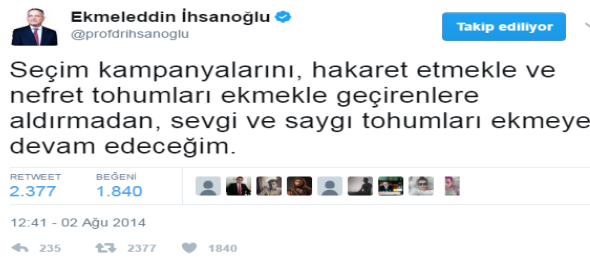 Ekmeleddin İhsanoğlu
@profdrihsanoglu
Takip ediliyor
Seçim kampanyalarını, hakaret etmekle ve
nefret tohumları ekmekle geçirenlere
aldırmadan, sevgi ve saygı tohumları ekmeye
devam edeceğim.
RETWEET BEĞENİ
2.377 1.840
12:41 - 02 Ağu 2014
235 2377 1840